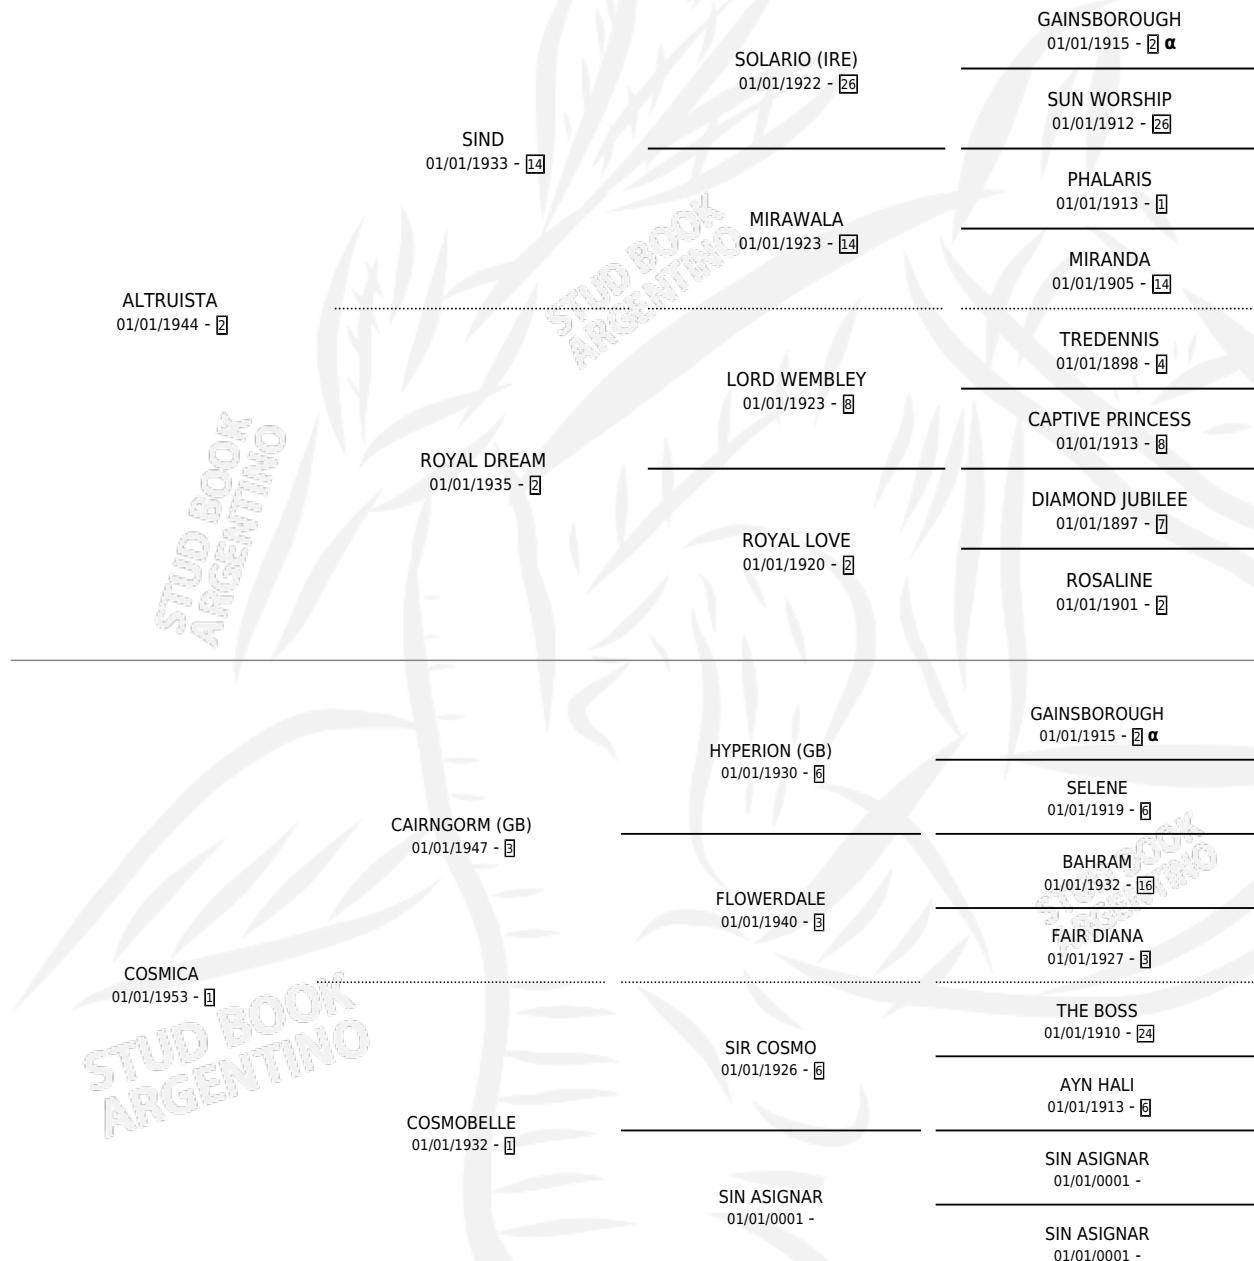 GAINSBOROUGH
01/01/1915 - 2 α
SOLARIO (IRE)
01/01/1922 - 26
SUN WORSHIP
01/01/1912 - 26
SIND
01/01/1933 - 14
PHALARIS
01/01/1913 - 1
MIRAWALA
01/01/1923 - 14
MIRANDA
01/01/1905 - 14
ALTRUISTA
01/01/1944 - 2
TREDENNIS
01/01/1898 - 4
LORD WEMBLEY
01/01/1923 - 8
CAPTIVE PRINCESS
01/01/1913 - 8
ROYAL DREAM
01/01/1935 - 2
DIAMOND JUBILEE
01/01/1897 - 7
ROYAL LOVE
01/01/1920 - 2
ROSALINE
01/01/1901 - 2
GAINSBOROUGH
01/01/1915 - 2 α
HYPERION (GB)
01/01/1930 - 6
SELENE
01/01/1919 - 6
CAIRNGORM (GB)
01/01/1947 - 3
BAHRAM
01/01/1932 - 16
FLOWERDALE
01/01/1940 - 3
FAIR DIANA
01/01/1927 - 3
COSMICA
01/01/1953 - 1
THE BOSS
01/01/1910 - 24
SIR COSMO
01/01/1926 - 6
AYN HALI
01/01/1913 - 6
COSMOBELLE
01/01/1932 - 1
SIN ASIGNAR
01/01/0001 -
SIN ASIGNAR
01/01/0001 -
SIN ASIGNAR
01/01/0001 -
STUD BOOK
ARGENTINO
STUD BOOK
ARGENTINO
STUD BOOK
ARGENTINO
STUD BOOK
ARGENTINO